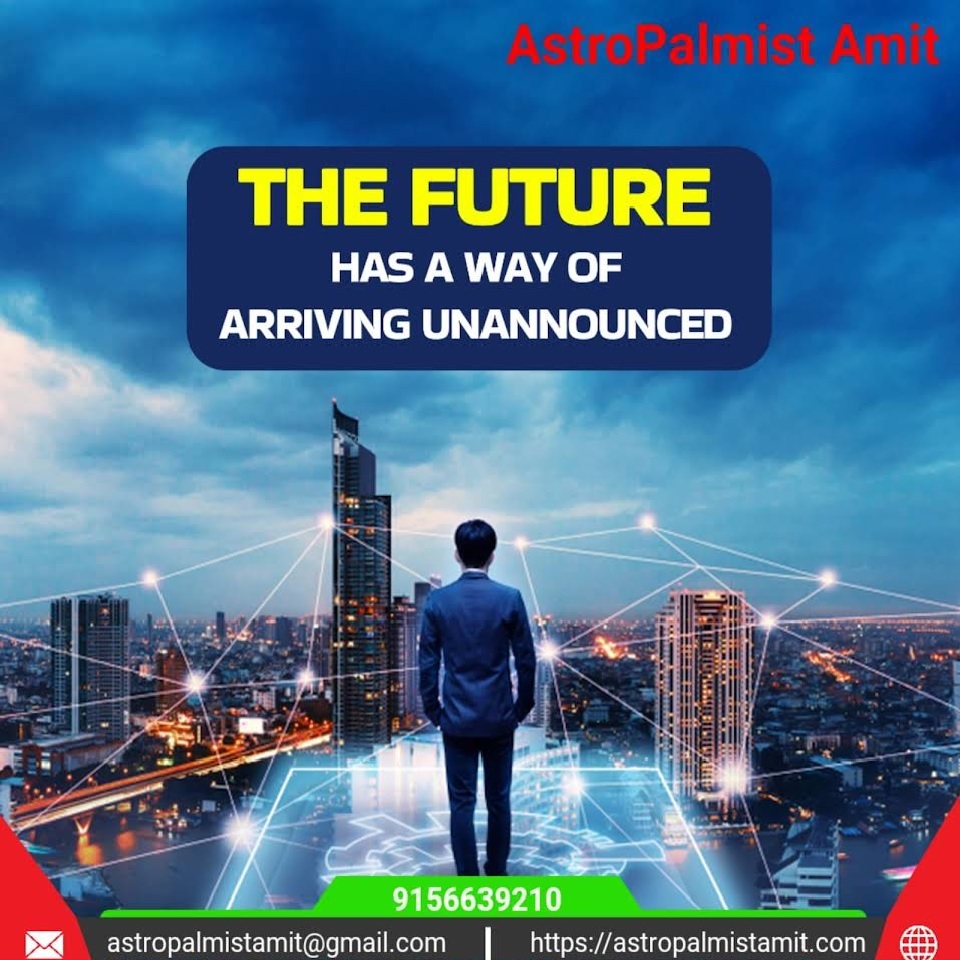 AstroPalmist Amit
THE FUTURE
HAS A WAY OF
ARRIVING UNANNOUNCED
9156639210
astropalmistamit@gmail.com | https://astropalmistamit.com